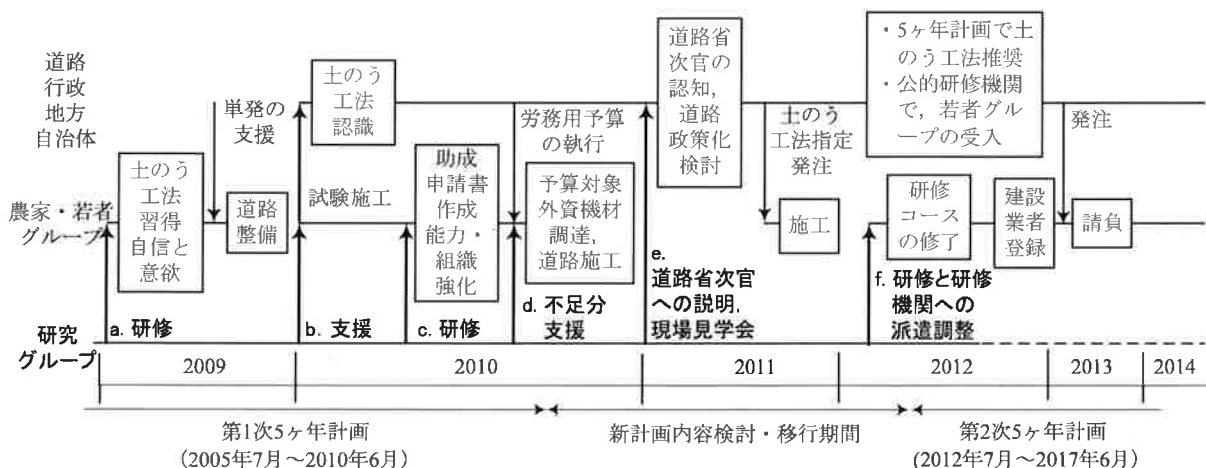 道路
行政
地方
自治体
単発の
支援
土のう
工法
認識
労務用予算
の執行
道路省
次官の
認知，
道路
政策化
検討
土のう
工法指定
発注
・5ヶ年計画で土
のう工法推奨
・公的研修機関
で，若者グルー
プの受入
発注
農家・若者
グループ
土のう
工法
習得
自信と
意欲
道路
整備
試験施工
助成
申請書
作成
能力・
組織
強化
予算対象
外資機材
調達，
道路施工
施工
研修
コース
の修了
建設
業者
登録
請負
研究
グループ
a. 研修
b. 支援
c. 研修
d. 不足分
支援
e.
道路省次官
への説明，
現場見学会
f. 研修と研修
機関への
派遣調整
2009
2010
2011
2012
2013
2014
第1次5ヶ年計画
（2005年7月～2010年6月）
新計画内容検討・移行期間
第2次5ヶ年計画
（2012年7月～2017年6月）